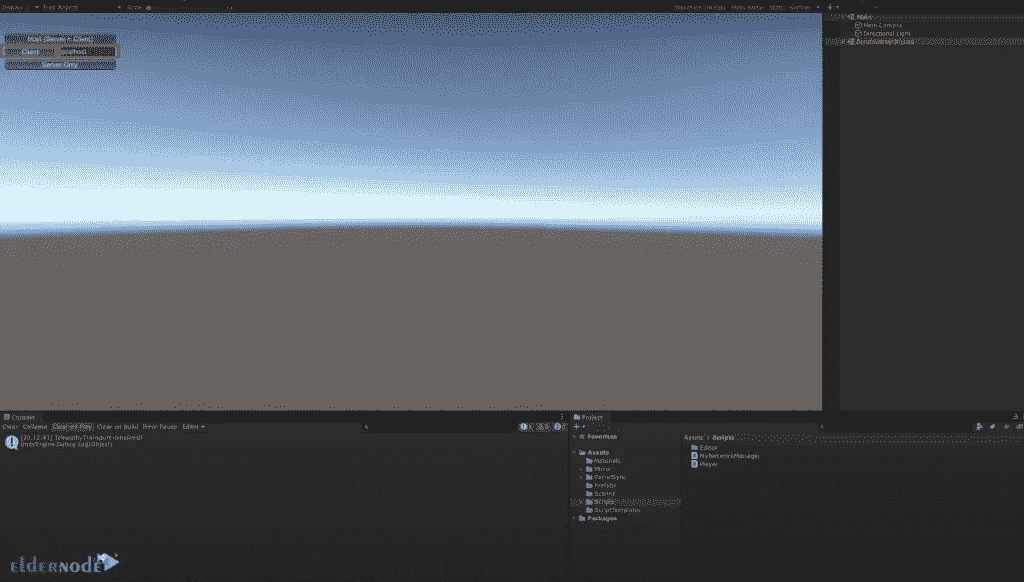 Main
Main Camera
Directional Light
DontDestroyOnLoad
Host (Server + Client)
Client localhost
Server Only
Console
Clear Collapse Clear on Play Clear on Build Error Pause Editor
[20:12:41] TelepathyTransport initialized!
UnityEngine.Debug:Log(Object)
Project
Favorites
Assets
Materials
Mirror
ParrelSync
Prefabs
Scenes
Scripts
ScriptTemplates
Packages
Assets Scripts
Editor
MyNetworkManager
Player
eldernode